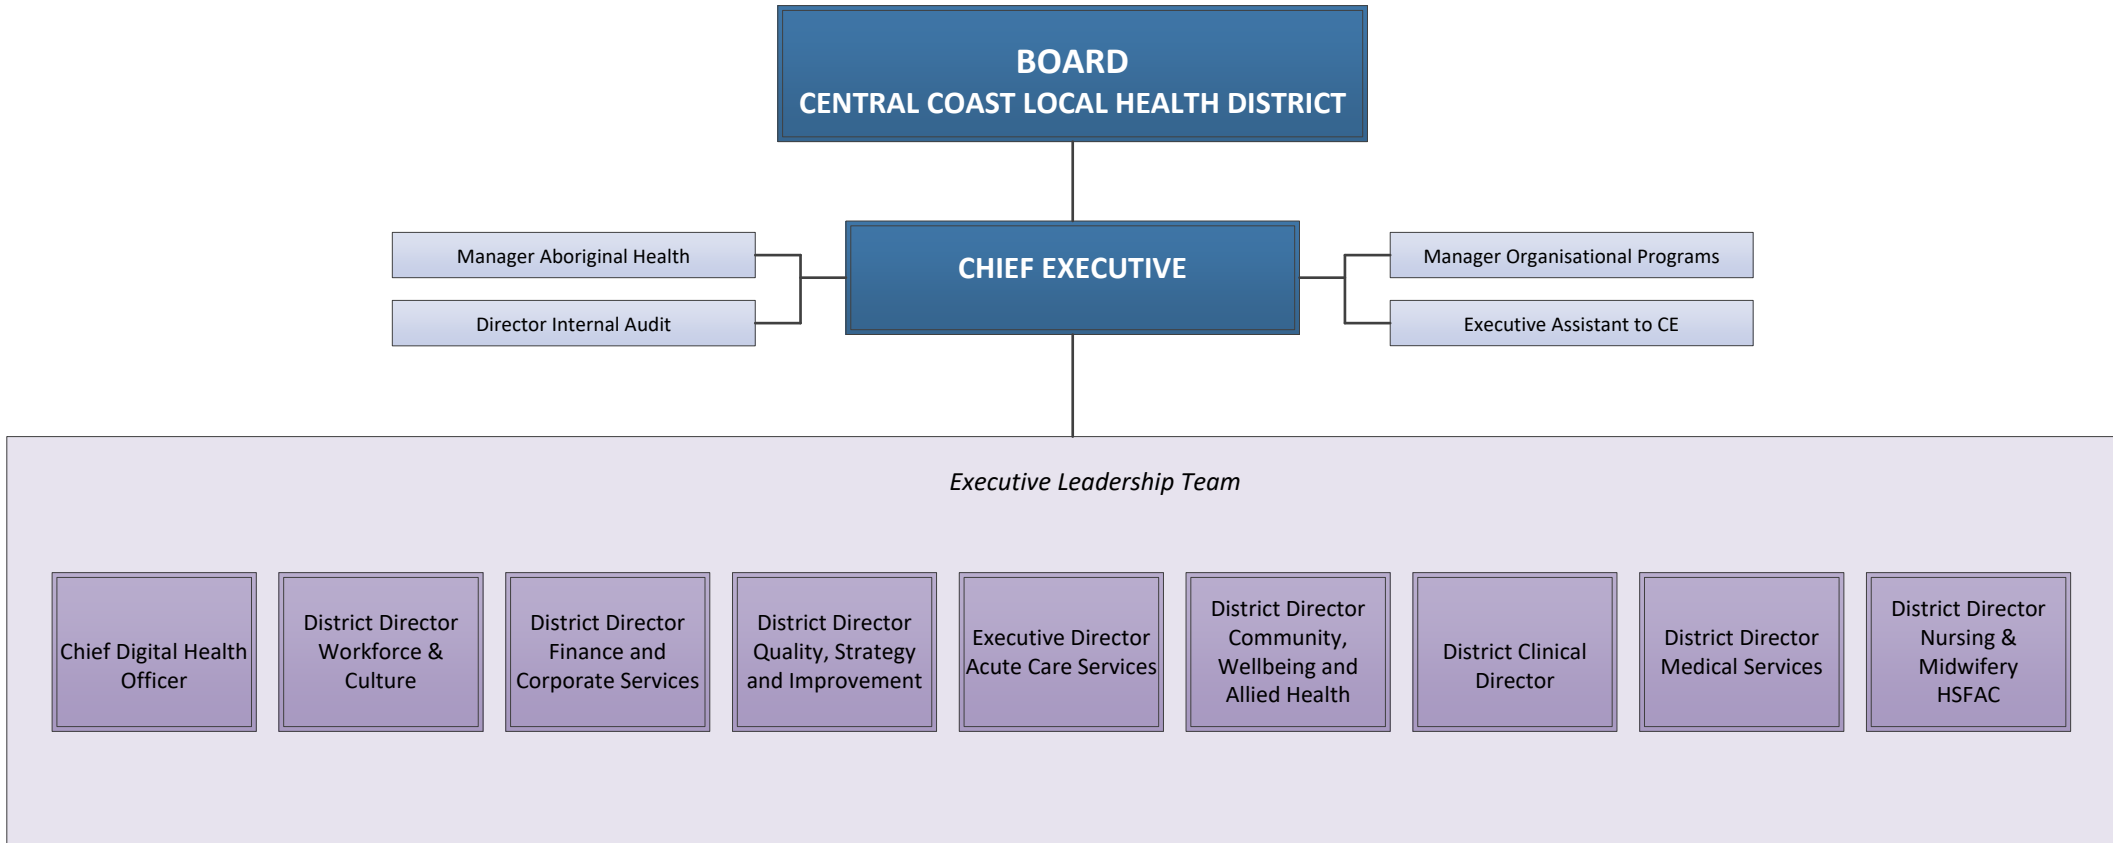 BOARD
CENTRAL COAST LOCAL HEALTH DISTRICT
CHIEF EXECUTIVE
Manager Aboriginal Health
Director Internal Audit
Manager Organisational Programs
Executive Assistant to CE
Executive Leadership Team
Chief Digital Health
Officer
District Director
Workforce &
Culture
District Director
Finance and
Corporate Services
District Director
Quality, Strategy
and Improvement
Executive Director
Acute Care Services
District Director
Community,
Wellbeing and
Allied Health
District Clinical
Director
District Director
Medical Services
District Director
Nursing &
Midwifery
HSFAC